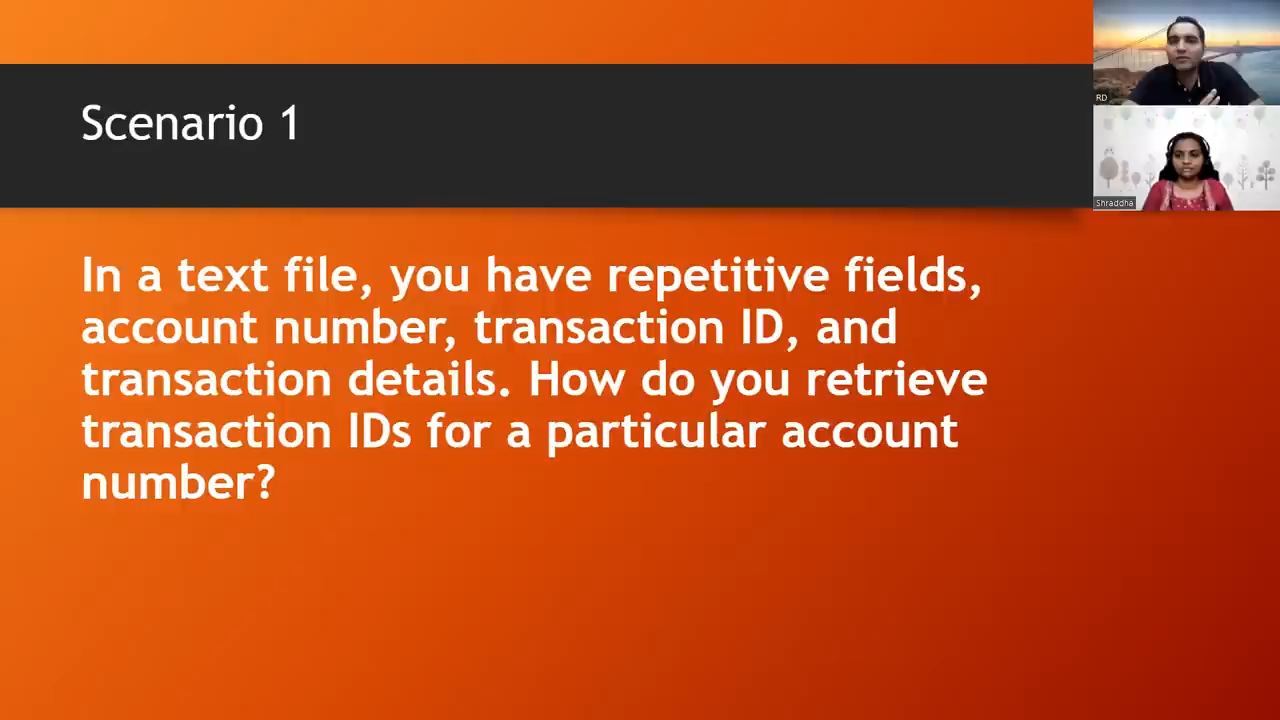 Scenario 1
In a text file, you have repetitive fields,
account number, transaction ID, and
transaction details. How do you retrieve
transaction IDs for a particular account
number?
RD
Shraddha